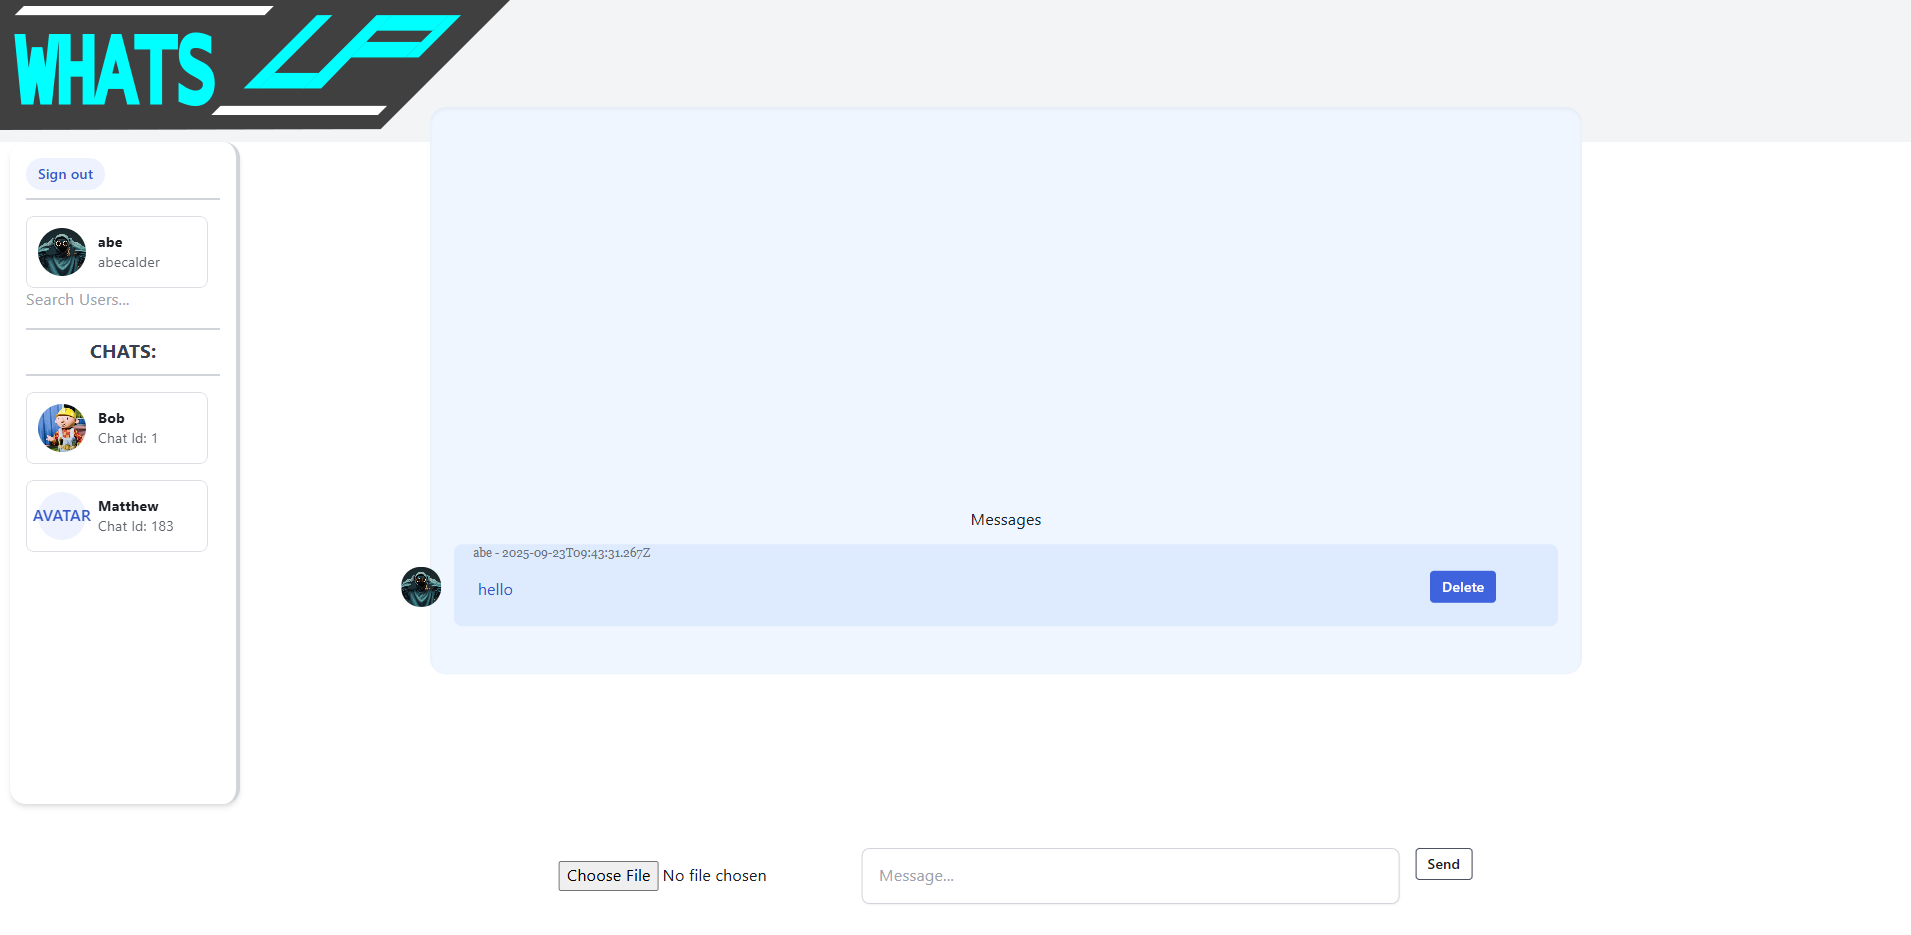 WHATS LP
Sign out
abe
abecalder
Search Users...
CHATS:
Bob
Chat Id: 1
AVATAR
Matthew
Chat Id: 183
Messages
abe - 2025-09-23T09:43:31.267Z
hello
Delete
Choose File No file chosen
Message...
Send